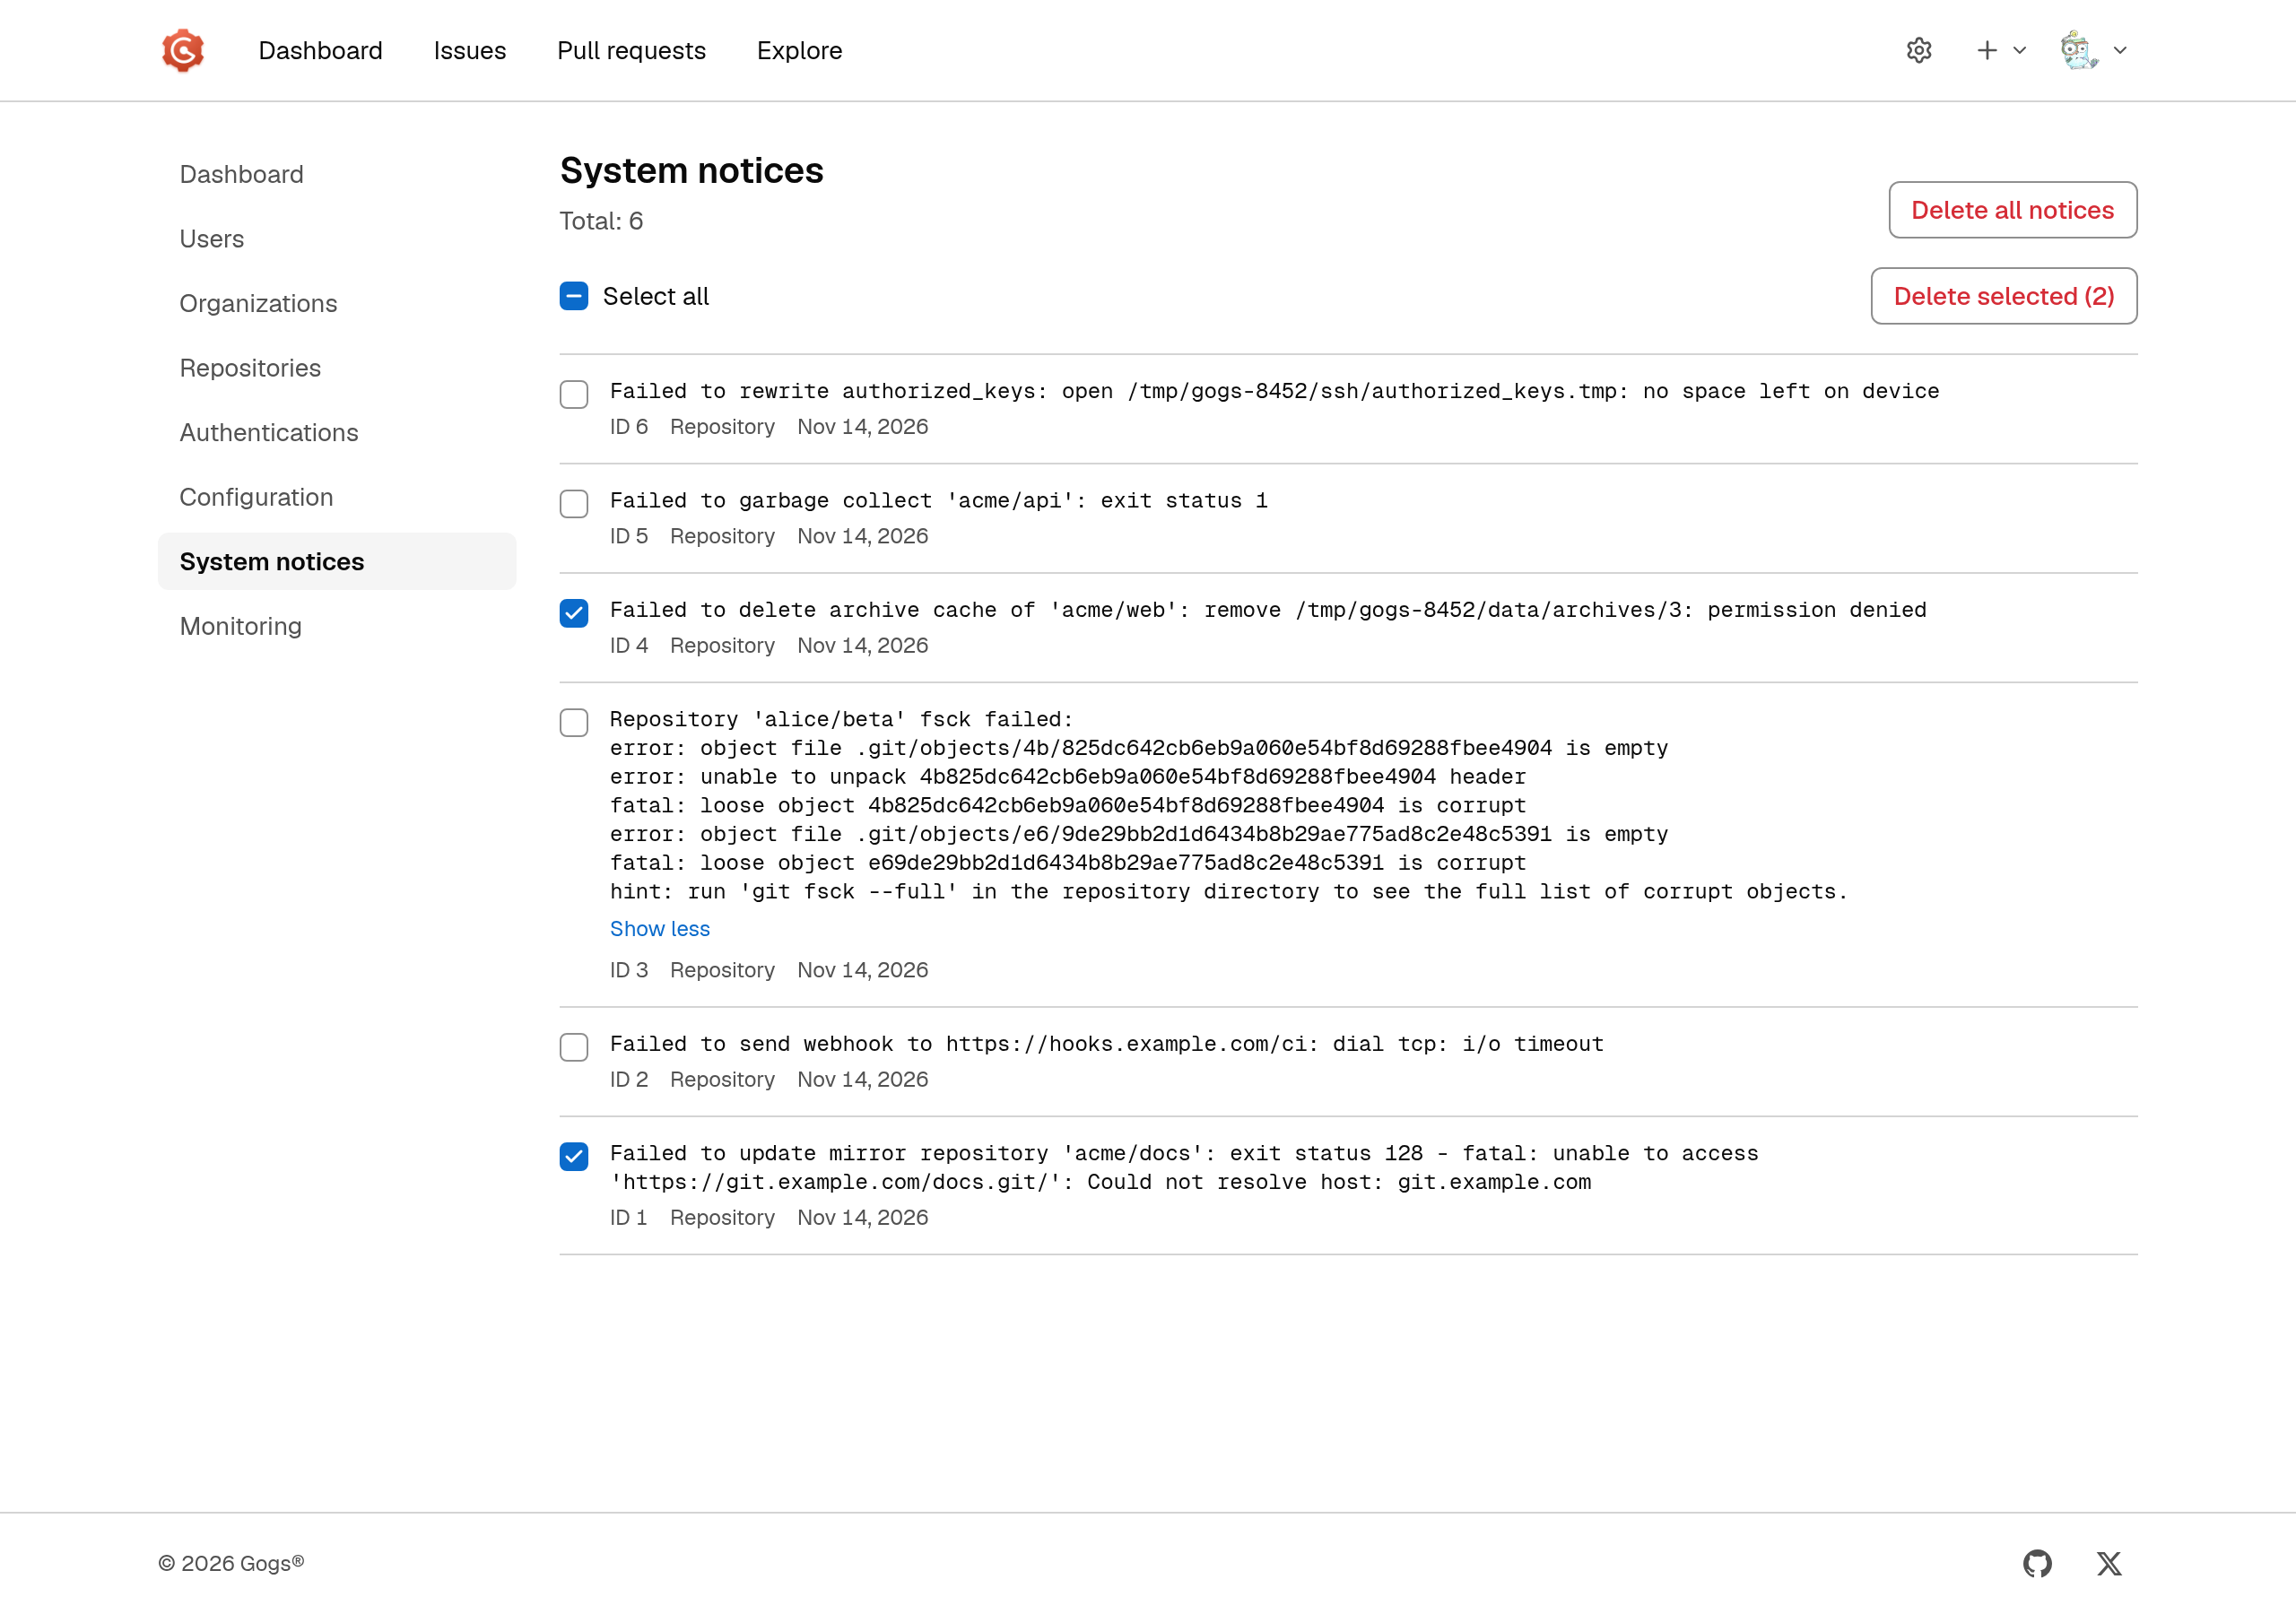 Dashboard
Issues
Pull requests
Explore
Dashboard
Users
Organizations
Repositories
Authentications
Configuration
System notices
Monitoring
System notices
Total: 6
Delete all notices
Select all
Delete selected (2)
Failed to rewrite authorized_keys: open /tmp/gogs-8452/ssh/authorized_keys.tmp: no space left on device
ID 6 Repository Nov 14, 2026
Failed to garbage collect 'acme/api': exit status 1
ID 5 Repository Nov 14, 2026
Failed to delete archive cache of 'acme/web': remove /tmp/gogs-8452/data/archives/3: permission denied
ID 4 Repository Nov 14, 2026
Repository 'alice/beta' fsck failed:
error: object file .git/objects/4b/825dc642cb6eb9a060e54bf8d69288fbee4904 is empty
error: unable to unpack 4b825dc642cb6eb9a060e54bf8d69288fbee4904 header
fatal: loose object 4b825dc642cb6eb9a060e54bf8d69288fbee4904 is corrupt
error: object file .git/objects/e6/9de29bb2d1d6434b8b29ae775ad8c2e48c5391 is empty
fatal: loose object e69de29bb2d1d6434b8b29ae775ad8c2e48c5391 is corrupt
hint: run 'git fsck --full' in the repository directory to see the full list of corrupt objects.
Show less
ID 3 Repository Nov 14, 2026
Failed to send webhook to https://hooks.example.com/ci: dial tcp: i/o timeout
ID 2 Repository Nov 14, 2026
Failed to update mirror repository 'acme/docs': exit status 128 - fatal: unable to access
'https://git.example.com/docs.git/': Could not resolve host: git.example.com
ID 1 Repository Nov 14, 2026
© 2026 Gogs®